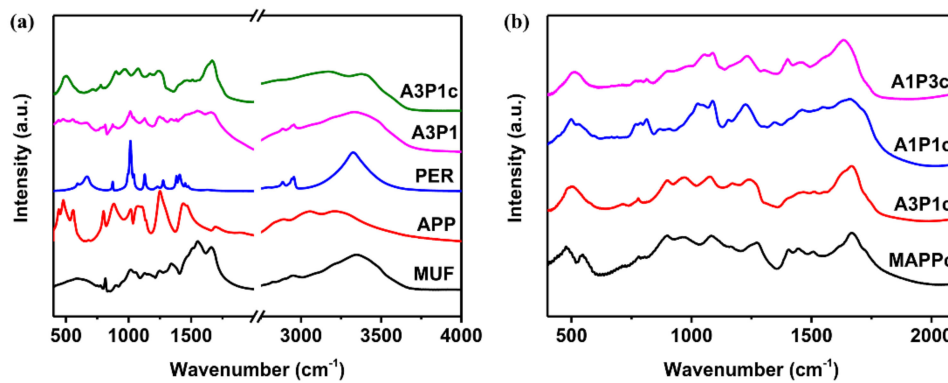 (a)
Intensity (a.u.)
A3P1c
A3P1
PER
APP
MUF
500 1000 1500 3000 3500 4000
Wavenumber (cm⁻¹)
(b)
Intensity (a.u.)
A1P3c
A1P1c
A3P1c
MAPPc
500 1000 1500 2000
Wavenumber (cm⁻¹)